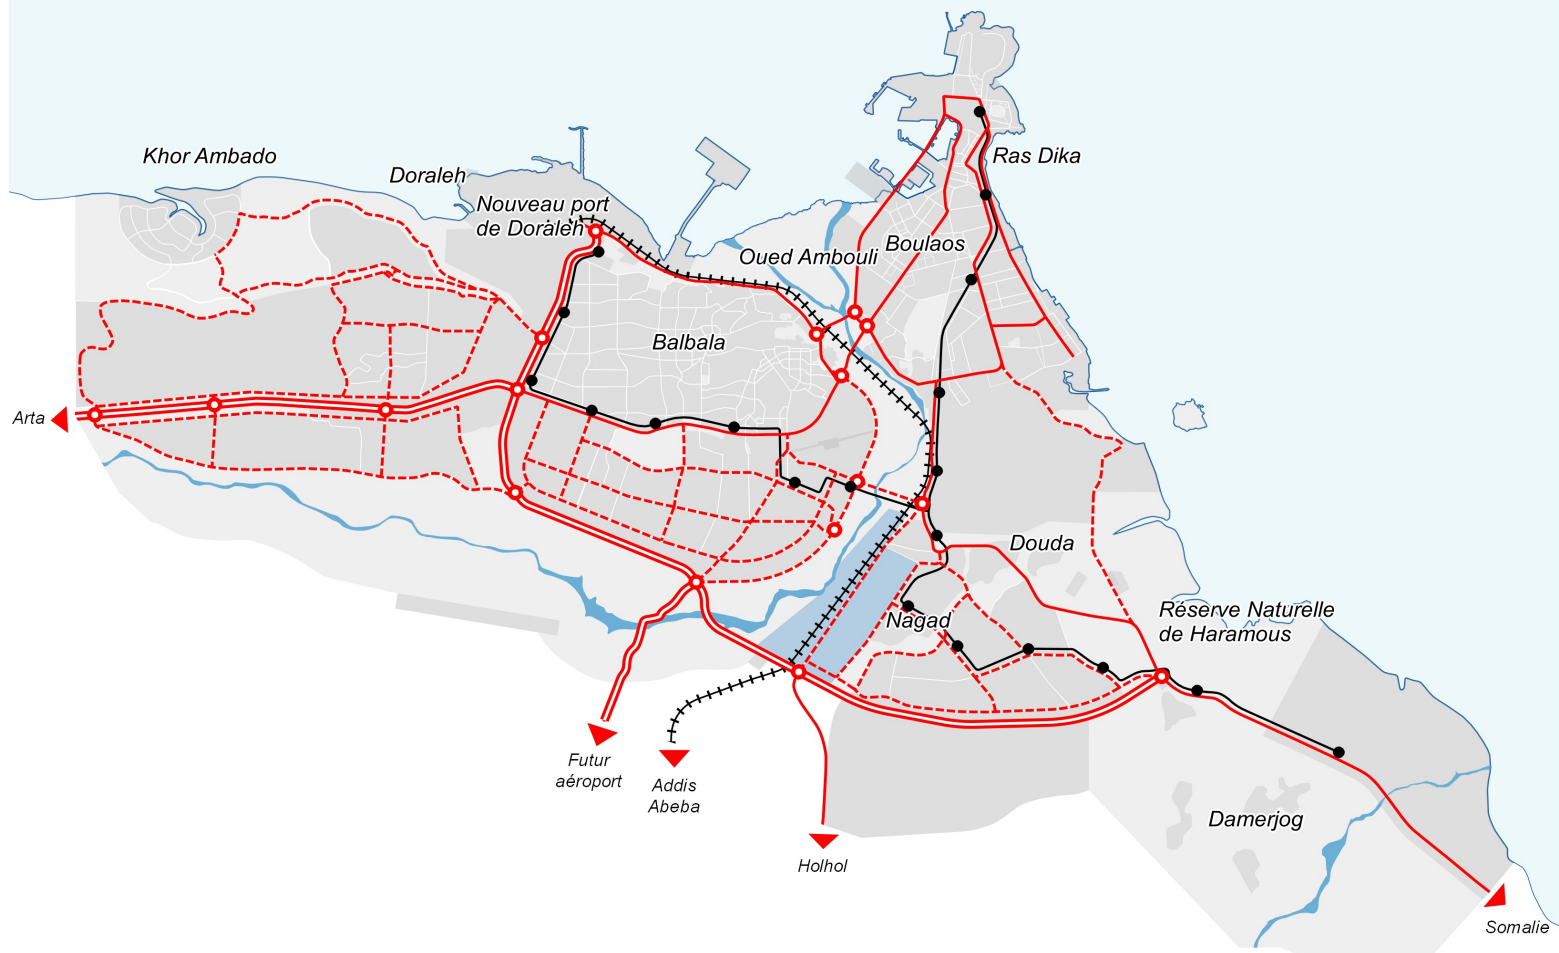 Khor Ambado
Doraleh
Nouveau port
de Doraleh
Ras Dika
Boulaos
Oued Ambouli
Balbala
Arta
Douda
Réserve Naturelle
de Haramous
Nagad
Futur
aéroport
Addis
Abeba
Damerjog
Holhol
Somalie